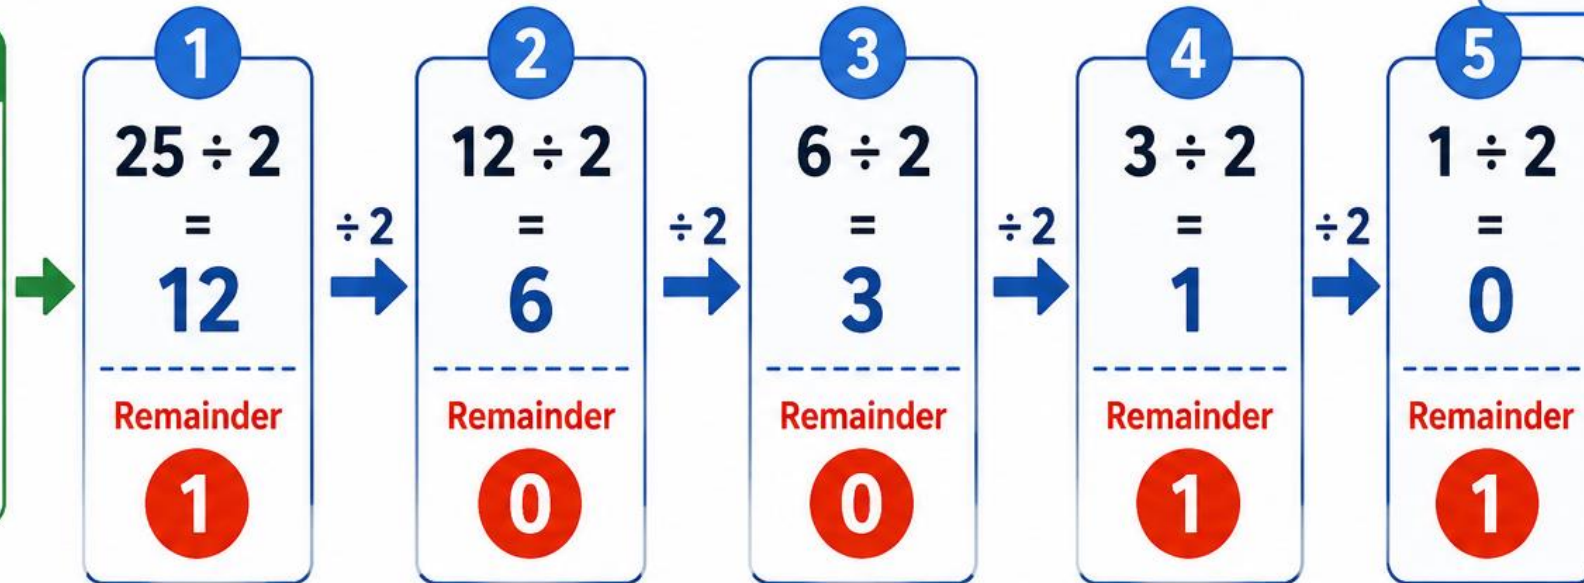 1
25 ÷ 2
=
12
Remainder
1
÷ 2
2
12 ÷ 2
=
6
Remainder
0
÷ 2
3
6 ÷ 2
=
3
Remainder
0
÷ 2
4
3 ÷ 2
=
1
Remainder
1
÷ 2
5
1 ÷ 2
=
0
Remainder
1